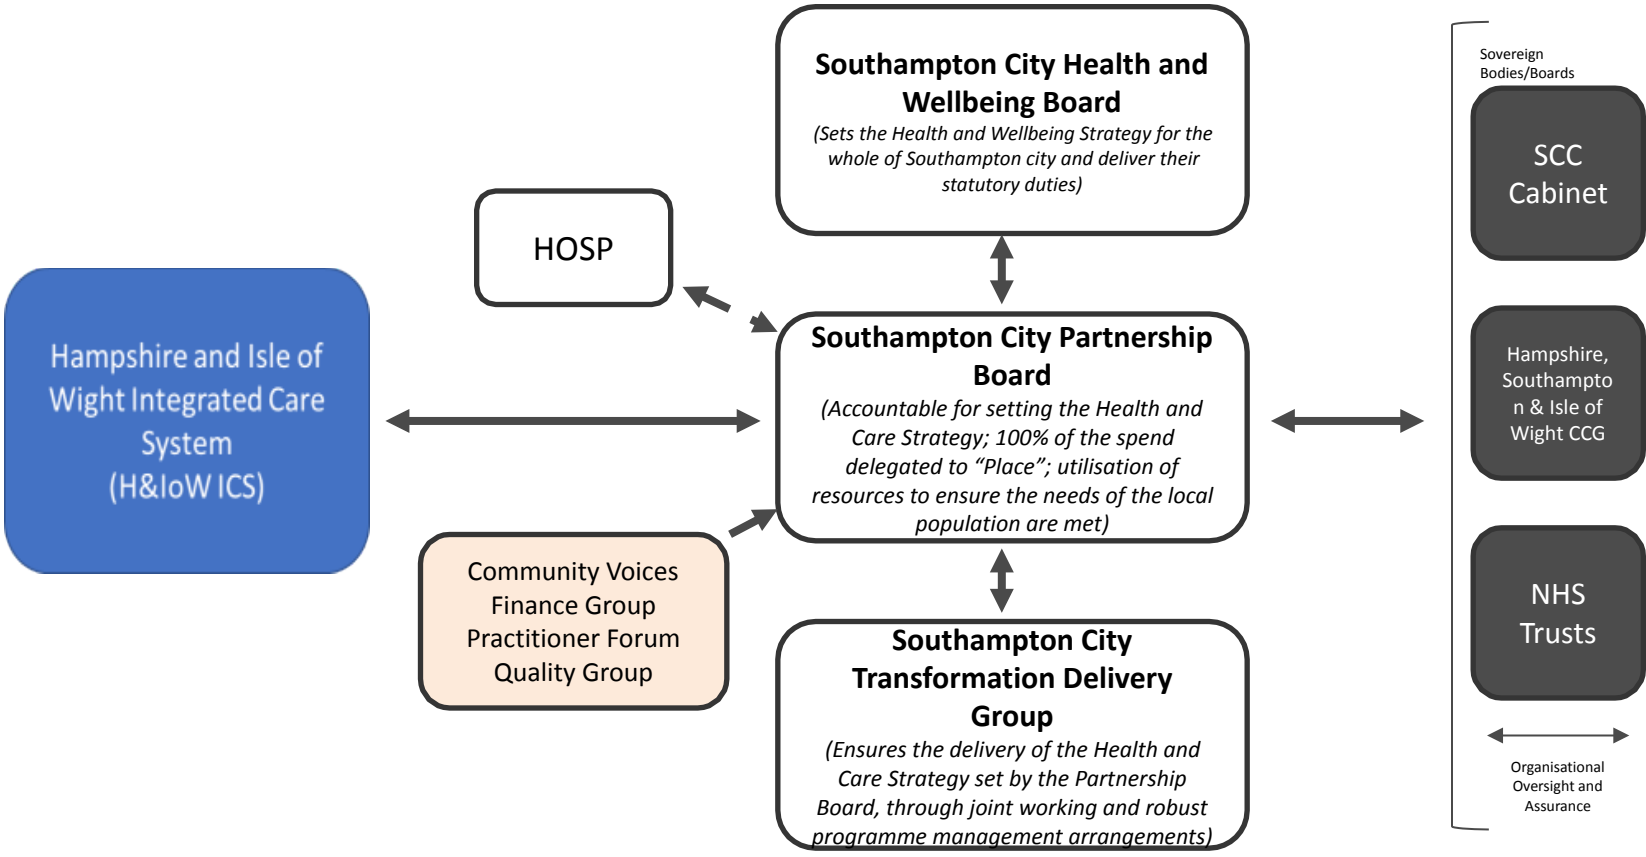 Southampton City Health and
Wellbeing Board
(Sets the Health and Wellbeing Strategy for the
whole of Southampton city and deliver their
statutory duties)
HOSP
Hampshire and Isle of
Wight Integrated Care
System
(H&IoW ICS)
Southampton City Partnership
Board
(Accountable for setting the Health and
Care Strategy; 100% of the spend
delegated to “Place”; utilisation of
resources to ensure the needs of the local
population are met)
Community Voices
Finance Group
Practitioner Forum
Quality Group
Southampton City
Transformation Delivery
Group
(Ensures the delivery of the Health and
Care Strategy set by the Partnership
Board, through joint working and robust
programme management arrangements)
Sovereign
Bodies/Boards
SCC
Cabinet
Hampshire,
Southampto
n & Isle of
Wight CCG
NHS
Trusts
Organisational
Oversight and
Assurance